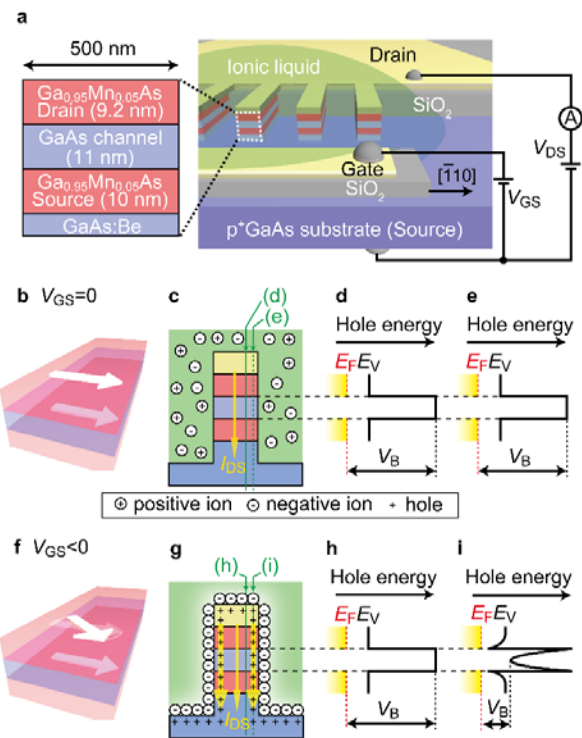 a
500 nm
Ga0.95Mn0.05As
Drain (9.2 nm)
GaAs channel
(11 nm)
Ga0.95Mn0.05As
Source (10 nm)
GaAs:Be
Ionic liquid
Drain
SiO2
Gate
SiO2
[1̄10]
p+GaAs substrate (Source)
A
VDS
VGS
b VGS=0
c
(d)
(e)
d
e
Hole energy
Hole energy
EF EV
EF EV
IDS
VB
VB
⊕ positive ion ⊖ negative ion + hole
f VGS<0
g
(h)
(i)
h
i
Hole energy
Hole energy
EF EV
EF EV
IDS
VB
VB